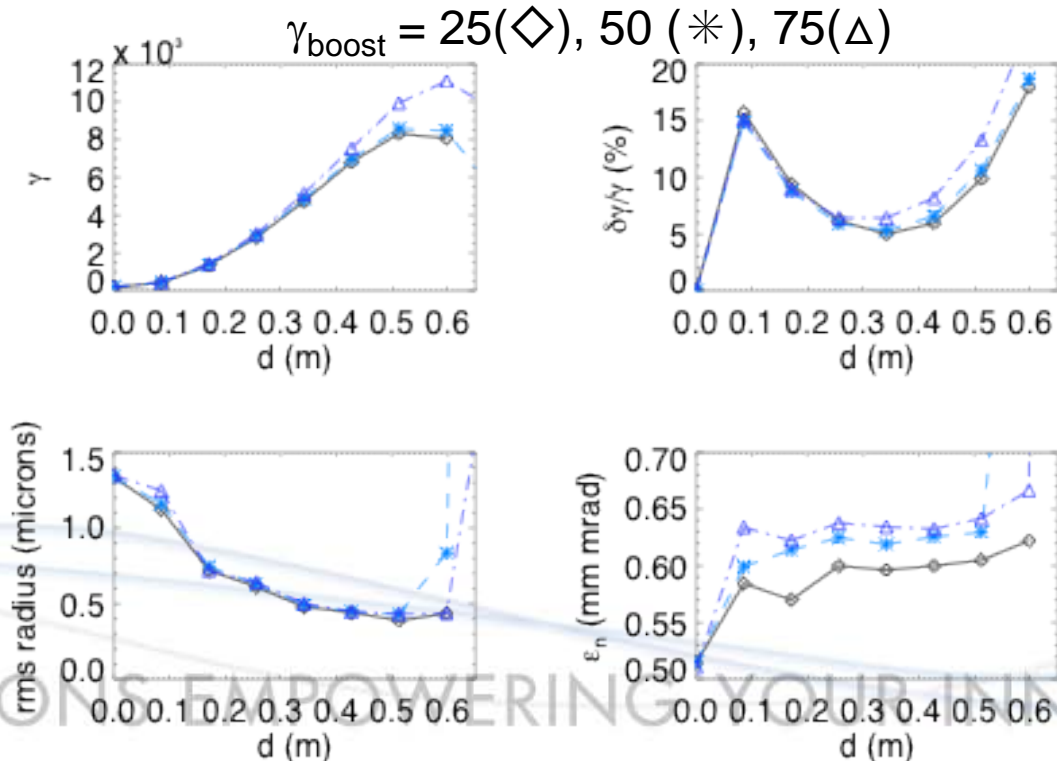 γboost = 25(◇), 50 (✳), 75(△)
x 10³
12
10
8
6
4
2
0
γ
0.0 0.1 0.2 0.3 0.4 0.5 0.6
d (m)
20
15
10
5
0
δγ/γ (%)
0.0 0.1 0.2 0.3 0.4 0.5 0.6
d (m)
1.5
1.0
0.5
0.0
rms radius (microns)
0.0 0.1 0.2 0.3 0.4 0.5 0.6
d (m)
0.70
0.65
0.60
0.55
0.50
εn (mm mrad)
0.0 0.1 0.2 0.3 0.4 0.5 0.6
d (m)
ONS EMPOWERING YOUR INN